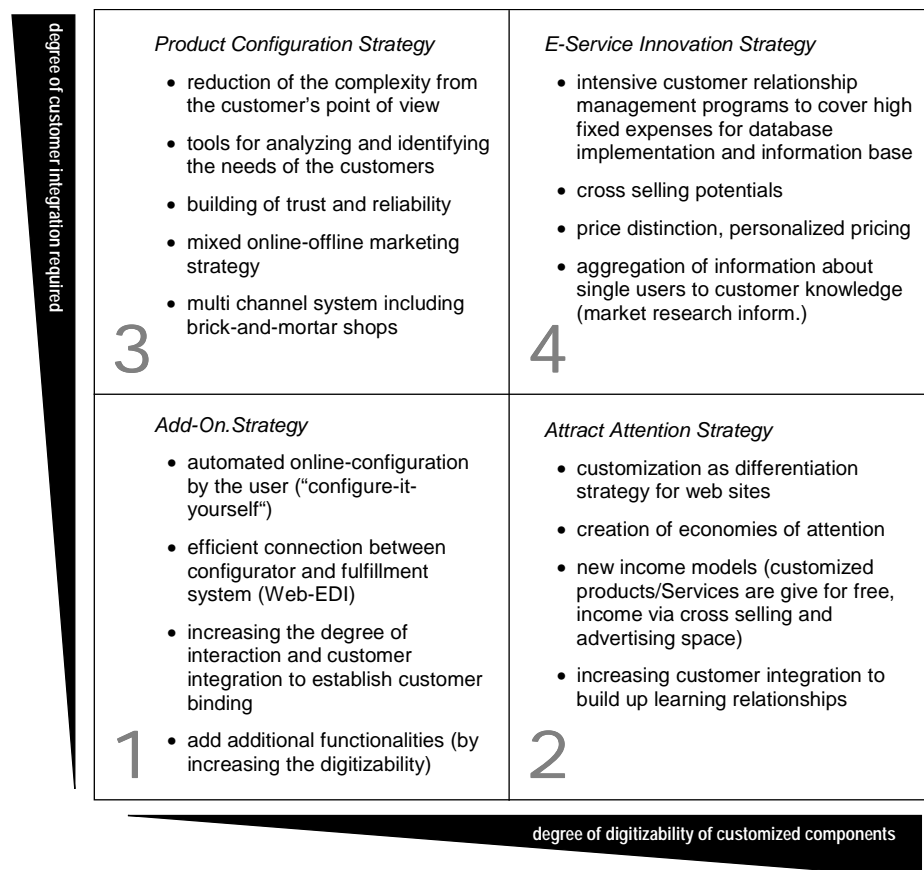 degree of customer integration required
Product Configuration Strategy
• reduction of the complexity from
the customer's point of view
• tools for analyzing and identifying
the needs of the customers
• building of trust and reliability
• mixed online-offline marketing
strategy
• multi channel system including
brick-and-mortar shops
3
E-Service Innovation Strategy
• intensive customer relationship
management programs to cover high
fixed expenses for database
implementation and information base
• cross selling potentials
• price distinction, personalized pricing
• aggregation of information about
single users to customer knowledge
(market research inform.)
4
Add-On.Strategy
• automated online-configuration
by the user (“configure-it-
yourself“)
• efficient connection between
configurator and fulfillment
system (Web-EDI)
• increasing the degree of
interaction and customer
integration to establish customer
binding
• add additional functionalities (by
increasing the digitizability)
1
Attract Attention Strategy
• customization as differentiation
strategy for web sites
• creation of economies of attention
• new income models (customized
products/Services are give for free,
income via cross selling and
advertising space)
• increasing customer integration to
build up learning relationships
2
degree of digitizability of customized components